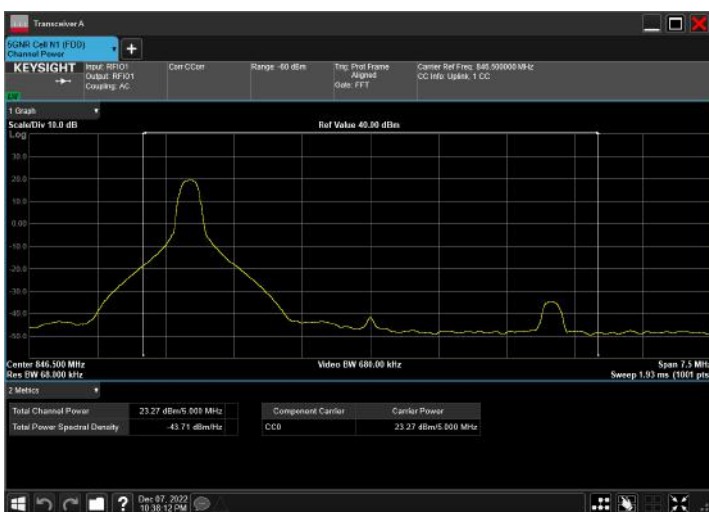 Transceiver A
5GNR Cell N1 (FDD)
Channel Power
KEYSIGHT
Input: RFIO1
Output: RFIO1
Coupling: AC
Corr CCorr
Range: -60 dBm
Trig: Prot Frame
Aligned
Gate: FFT
Carrier Ref Freq: 846.500000 MHz
CC Info: Uplink, 1 CC
1 Graph
Scale/Div 10.0 dB
Ref Value 40.00 dBm
Log
30.0
20.0
10.0
0.00
-10.0
-20.0
-30.0
-40.0
-50.0
Center 846.500 MHz
Video BW 680.00 kHz
Span 7.5 MHz
Res BW 68.000 kHz
Sweep 1.93 ms (1001 pts
2 Metrics
Total Channel Power 23.27 dBm/5.000 MHz
Total Power Spectral Density -43.71 dBm/Hz
Component Carrier Carrier Power
CC0 23.27 dBm/5.000 MHz
?
Dec 07, 2022
10:38:12 PM